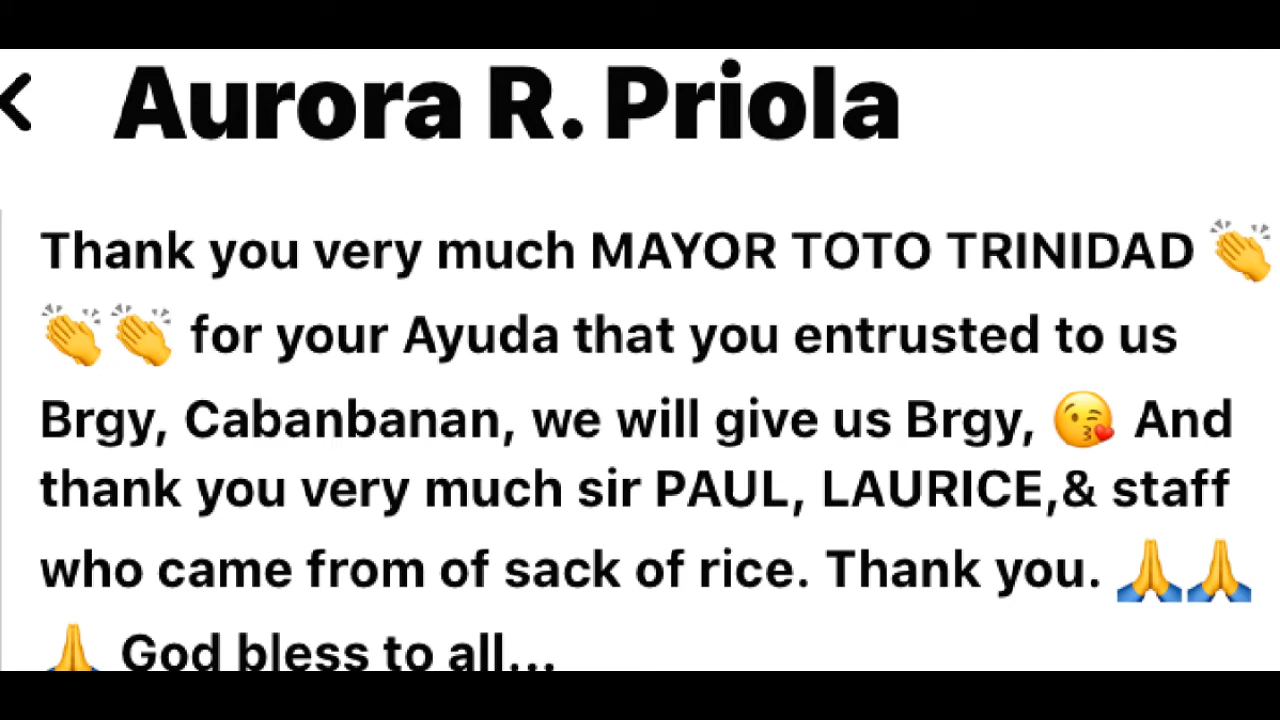 Aurora R. Priola
Thank you very much MAYOR TOTO TRINIDAD 👏
👏👏 for your Ayuda that you entrusted to us
Brgy, Cabanbanan, we will give us Brgy, 😘 And
thank you very much sir PAUL, LAURICE,& staff
who came from of sack of rice. Thank you. 🙏🙏
🙏 God bless to all...